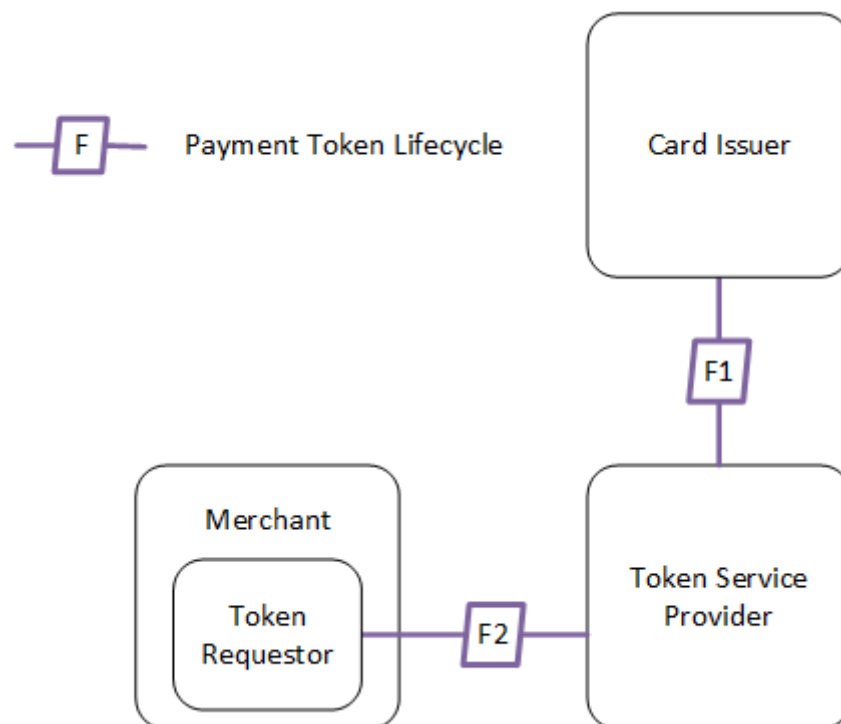 F
Payment Token Lifecycle
Card Issuer
F1
Merchant
Token
Requestor
F2
Token Service
Provider